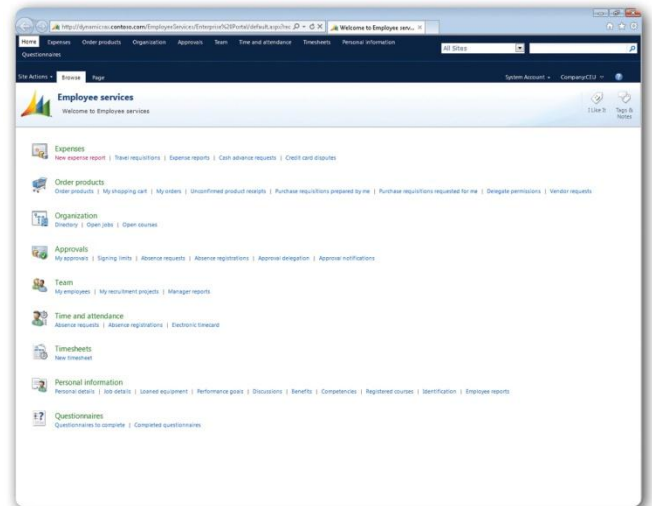 http://dynamicsax.contoso.com/EmployeeServices/Enterprise%20Portal/default.aspx?red
Welcome to Employee serv...
Home Expenses Order products Organization Approvals Team Time and attendance Timesheets Personal information
Questionnaires
All Sites
Site Actions Browse Page
System Account Company:CEU
Employee services
Welcome to Employee services
I Like It
Tags & Notes
Expenses
New expense report | Travel requisitions | Expense reports | Cash advance requests | Credit card disputes
Order products
Order products | My shopping cart | My orders | Unconfirmed product receipts | Purchase requisitions prepared by me | Purchase requisitions requested for me | Delegate permissions | Vendor requests
Organization
Directory | Open jobs | Open courses
Approvals
My approvals | Signing limits | Absence requests | Absence registrations | Approval delegation | Approval notifications
Team
My employees | My recruitment projects | Manager reports
Time and attendance
Absence requests | Absence registrations | Electronic timecard
Timesheets
New timesheet
Personal information
Personal details | Job details | Loaned equipment | Performance goals | Discussions | Benefits | Competencies | Registered courses | Identification | Employee reports
Questionnaires
Questionnaires to complete | Completed questionnaires